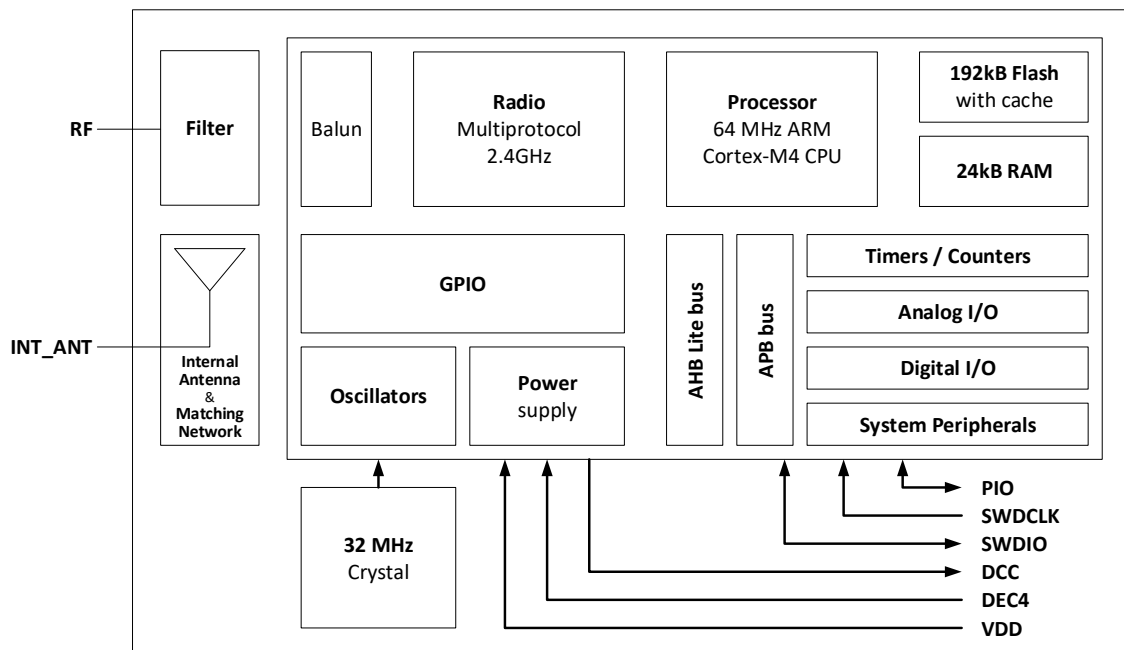 RF
Filter
Balun
Radio
Multiprotocol
2.4GHz
Processor
64 MHz ARM
Cortex-M4 CPU
192kB Flash
with cache
24kB RAM
INT_ANT
Internal
Antenna
&
Matching
Network
GPIO
Oscillators
Power
supply
AHB Lite bus
APB bus
Timers / Counters
Analog I/O
Digital I/O
System Peripherals
32 MHz
Crystal
PIO
SWDCLK
SWDIO
DCC
DEC4
VDD